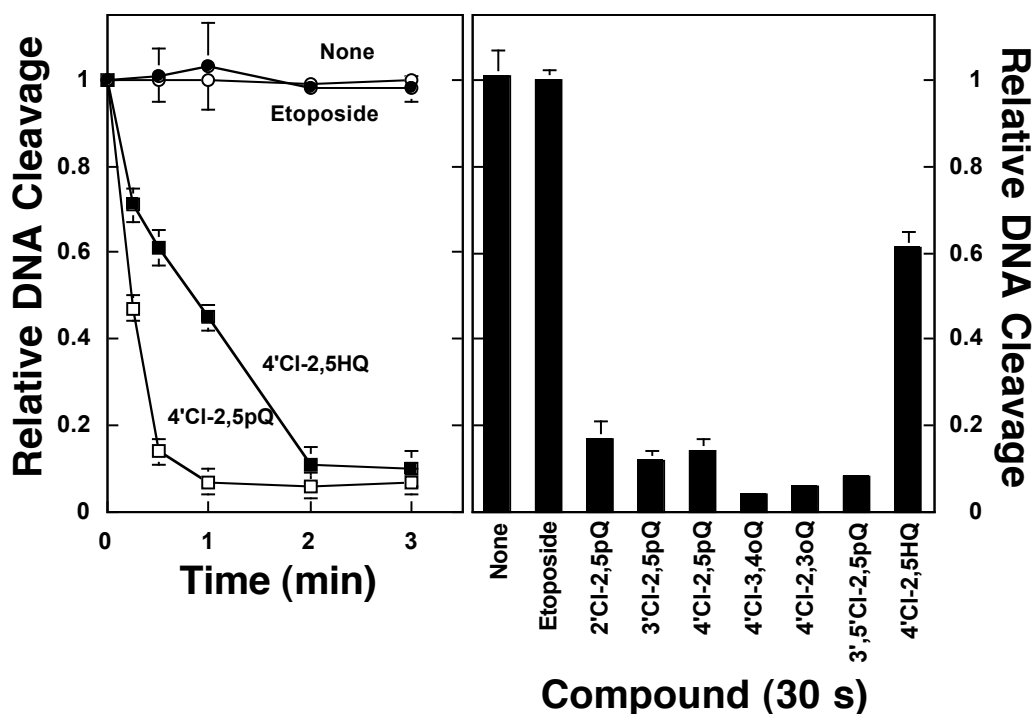 Relative DNA Cleavage
1
0.8
0.6
0.4
0.2
0
None
Etoposide
4'Cl-2,5HQ
4'Cl-2,5pQ
0
1
2
3
Time (min)
None
Etoposide
2'Cl-2,5pQ
3'Cl-2,5pQ
4'Cl-2,5pQ
4'Cl-3,4oQ
4'Cl-2,3oQ
3',5'Cl-2,5pQ
4'Cl-2,5HQ
Compound (30 s)
1
0.8
0.6
0.4
0.2
0
Relative DNA Cleavage